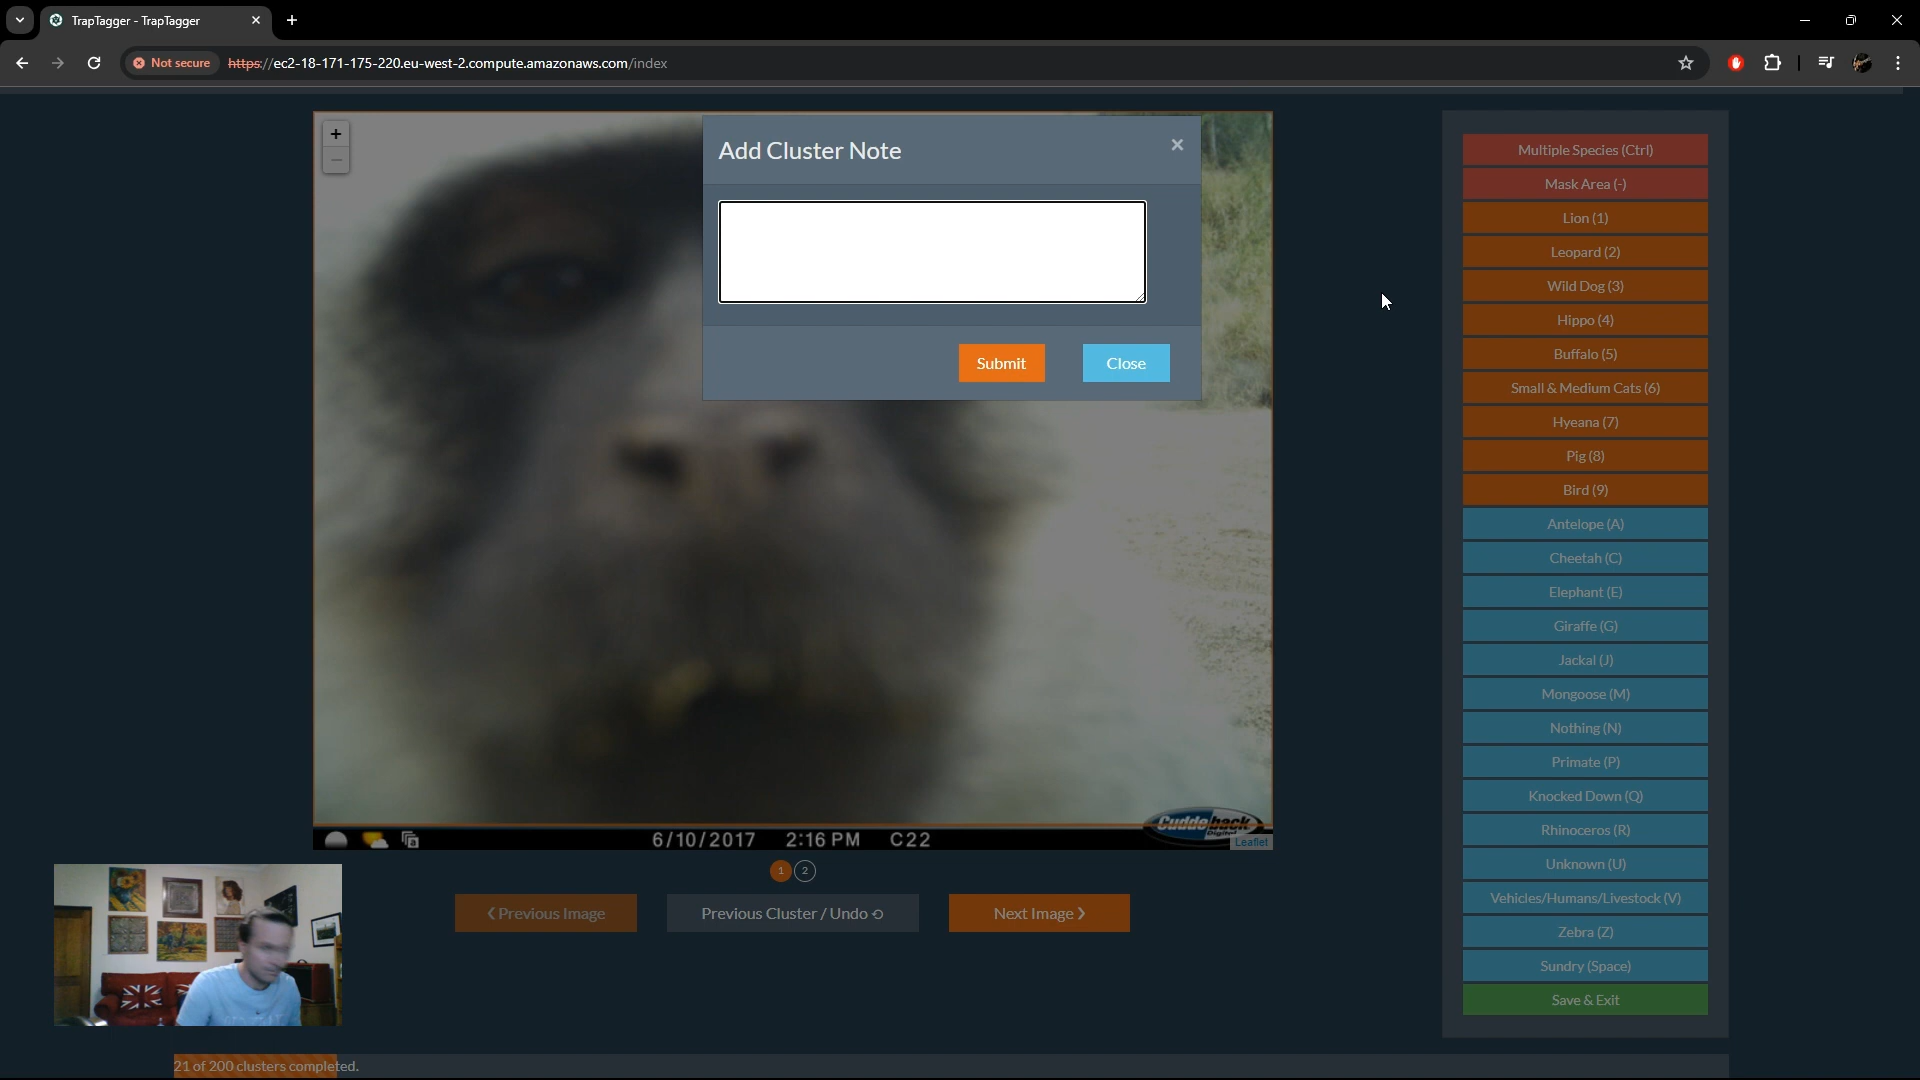 TrapTagger - TrapTagger
Not secure
https://ec2-18-171-175-220.eu-west-2.compute.amazonaws.com/index
+
−
Add Cluster Note
×
Submit
Close
Multiple Species (Ctrl)
Mask Area (-)
Lion (1)
Leopard (2)
Wild Dog (3)
Hippo (4)
Buffalo (5)
Small & Medium Cats (6)
Hyeana (7)
Pig (8)
Bird (9)
Antelope (A)
Cheetah (C)
Elephant (E)
Giraffe (G)
Jackal (J)
Mongoose (M)
Nothing (N)
Primate (P)
Knocked Down (Q)
Rhinoceros (R)
Unknown (U)
Vehicles/Humans/Livestock (V)
Zebra (Z)
Sundry (Space)
Save & Exit
6/10/2017 2:16 PM C22
Cuddeback
Digital
Leaflet
1 2
Previous Image
Previous Cluster / Undo
Next Image
21 of 200 clusters completed.